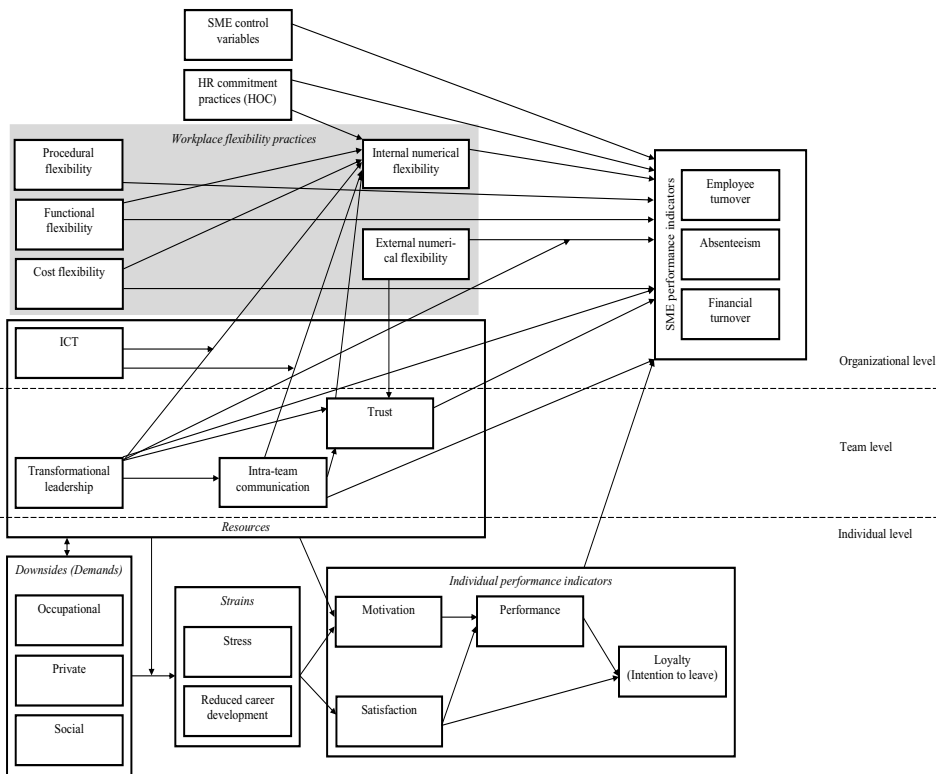 SME control
variables
HR commitment
practices (HOC)
Workplace flexibility practices
Procedural
flexibility
Internal numerical
flexibility
Functional
flexibility
External numeri-
cal flexibility
Cost flexibility
SME performance indicators
Employee
turnover
Absenteeism
Financial
turnover
ICT
Organizational level
Trust
Transformational
leadership
Intra-team
communication
Team level
Resources
Individual level
Downsides (Demands)
Occupational
Private
Social
Strains
Stress
Reduced career
development
Individual performance indicators
Motivation
Performance
Satisfaction
Loyalty
(Intention to leave)